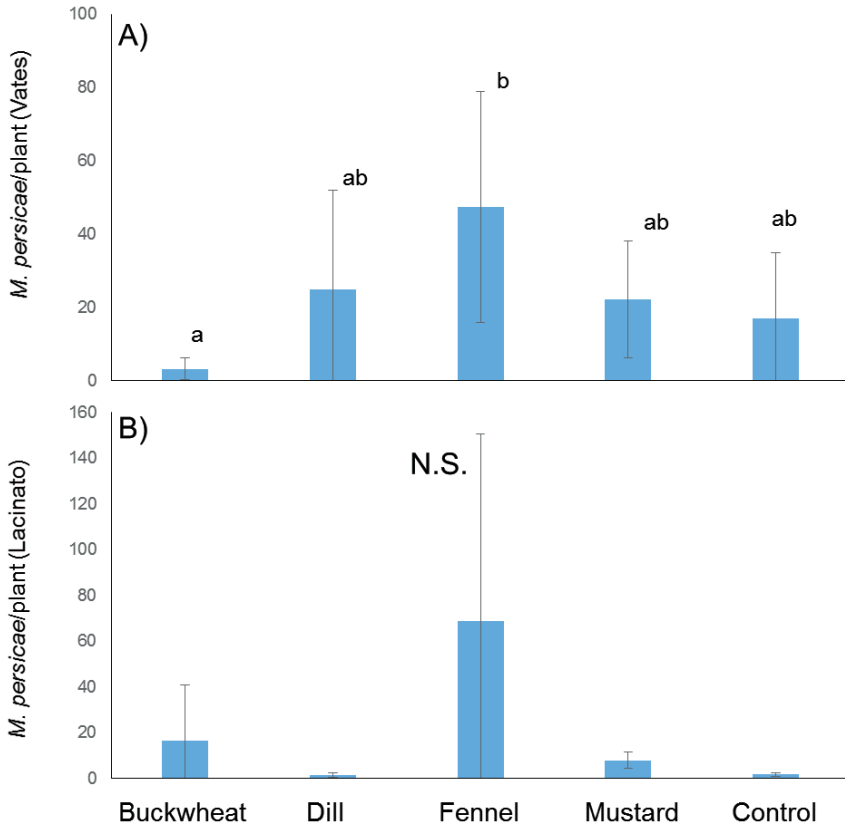 A)
M. persicae/plant (Vates)
100
80
60
40
20
0
a
ab
b
ab
ab
B)
M. persicae/plant (Lacinato)
160
140
120
100
80
60
40
20
0
N.S.
Buckwheat Dill Fennel Mustard Control